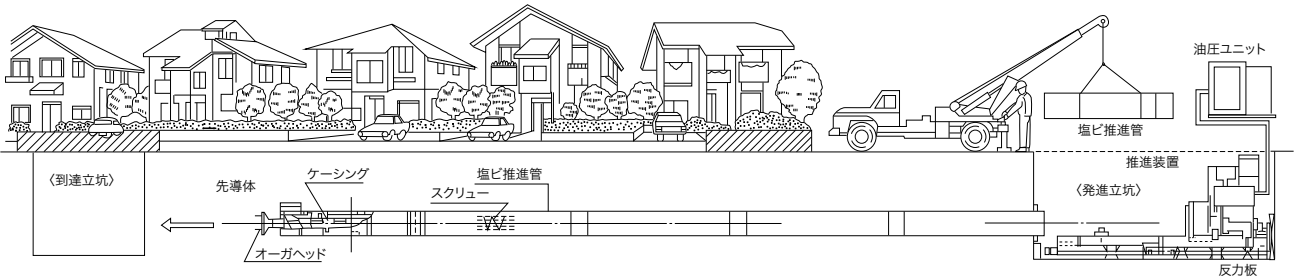 油圧ユニット
塩ビ推進管
推進装置
〈到達立坑〉
先導体
ケーシング
塩ビ推進管
スクリュー
〈発進立坑〉
オーガヘッド
反力板